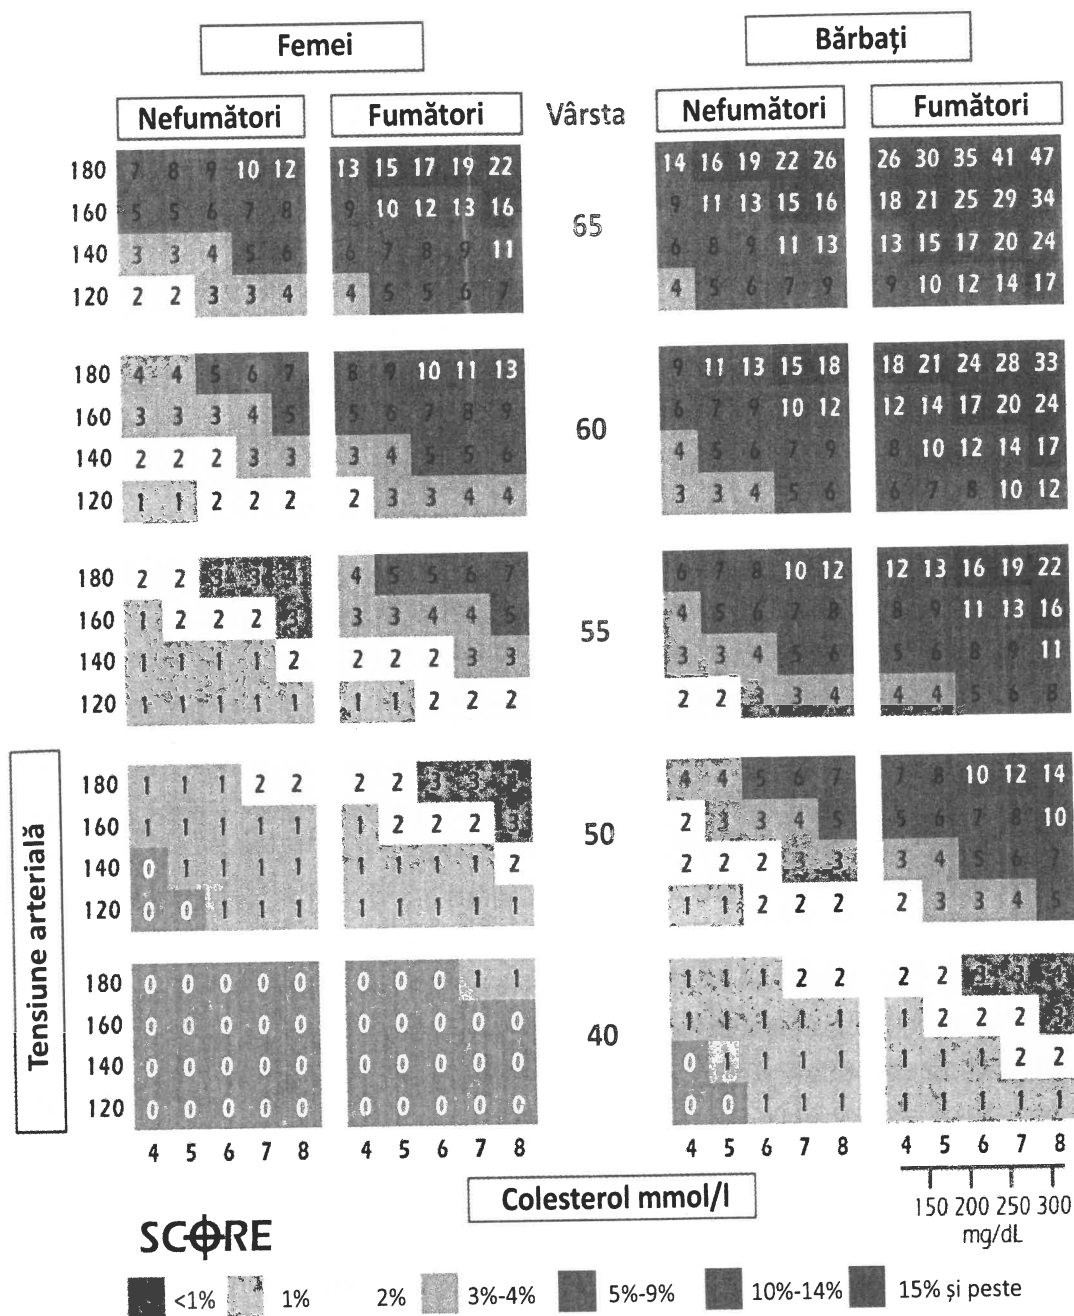 Femei Bărbați
Nefumători Fumători Vârsta Nefumători Fumători
180 7 8 9 10 12 13 15 17 19 22 14 16 19 22 26 26 30 35 41 47
160 5 5 6 7 8 9 10 12 13 16 9 11 13 15 16 18 21 25 29 34
65
140 3 3 4 5 6 6 7 8 9 11 6 8 9 11 13 13 15 17 20 24
120 2 2 3 3 4 4 5 5 6 7 4 5 6 7 9 9 10 12 14 17
180 4 4 5 6 7 8 9 10 11 13 9 11 13 15 18 18 21 24 28 33
160 3 3 3 4 5 5 6 7 8 9 6 7 9 10 12 12 14 17 20 24
60
140 2 2 2 3 3 3 4 5 5 6 4 5 6 7 9 8 10 12 14 17
120 1 1 2 2 2 2 3 3 4 4 3 3 4 5 6 6 7 8 10 12
180 2 2 3 3 3 4 5 5 6 7 6 7 8 10 12 12 13 16 19 22
160 1 2 2 2 3 3 3 4 4 5 4 5 6 7 8 8 9 11 13 16
55
140 1 1 1 1 2 2 2 2 3 3 3 3 4 5 6 5 6 8 9 11
120 1 1 1 1 1 1 1 2 2 2 2 2 3 3 4 4 4 5 6 8
Tensiune arterială
180 1 1 1 2 2 2 2 3 3 3 4 4 5 6 7 7 8 10 12 14
160 1 1 1 1 1 1 2 2 2 3 2 3 3 4 5 5 6 7 8 10
50
140 0 1 1 1 1 1 1 1 1 2 2 2 2 3 3 3 4 5 6 7
120 0 0 1 1 1 1 1 1 1 1 1 1 2 2 2 2 3 3 4 5
180 0 0 0 0 0 0 0 0 1 1 1 1 1 2 2 2 2 3 3
160 0 0 0 0 0 0 0 0 0 0 1 1 1 1 1 1 2 2 2 3
40
140 0 0 0 0 0 0 0 0 0 0 0 1 1 1 1 1 1 1 2 2
120 0 0 0 0 0 0 0 0 0 0 0 0 1 1 1 1 1 1 1 1
4 5 6 7 8 4 5 6 7 8 4 5 6 7 8 4 5 6 7 8
Colesterol mmol/l
150 200 250 300
mg/dL
SCORE
<1% 1% 2% 3%-4% 5%-9% 10%-14% 15% și peste